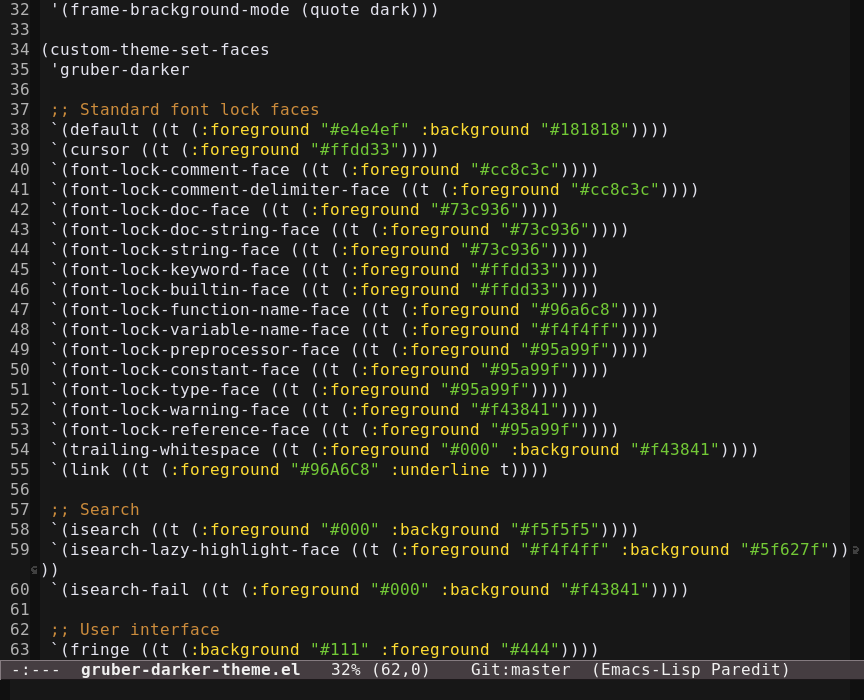 32 '(frame-brackground-mode (quote dark)))
33
34 (custom-theme-set-faces
35 'gruber-darker
36
37 ;; Standard font lock faces
38 `(default ((t (:foreground "#e4e4ef" :background "#181818"))))
39 `(cursor ((t (:foreground "#ffdd33"))))
40 `(font-lock-comment-face ((t (:foreground "#cc8c3c"))))
41 `(font-lock-comment-delimiter-face ((t (:foreground "#cc8c3c"))))
42 `(font-lock-doc-face ((t (:foreground "#73c936"))))
43 `(font-lock-doc-string-face ((t (:foreground "#73c936"))))
44 `(font-lock-string-face ((t (:foreground "#73c936"))))
45 `(font-lock-keyword-face ((t (:foreground "#ffdd33"))))
46 `(font-lock-builtin-face ((t (:foreground "#ffdd33"))))
47 `(font-lock-function-name-face ((t (:foreground "#96a6c8"))))
48 `(font-lock-variable-name-face ((t (:foreground "#f4f4ff"))))
49 `(font-lock-preprocessor-face ((t (:foreground "#95a99f"))))
50 `(font-lock-constant-face ((t (:foreground "#95a99f"))))
51 `(font-lock-type-face ((t (:foreground "#95a99f"))))
52 `(font-lock-warning-face ((t (:foreground "#f43841"))))
53 `(font-lock-reference-face ((t (:foreground "#95a99f"))))
54 `(trailing-whitespace ((t (:foreground "#000" :background "#f43841"))))
55 `(link ((t (:foreground "#96A6C8" :underline t))))
56
57 ;; Search
58 `(isearch ((t (:foreground "#000" :background "#f5f5f5"))))
59 `(isearch-lazy-highlight-face ((t (:foreground "#f4f4ff" :background "#5f627f"))
))
60 `(isearch-fail ((t (:foreground "#000" :background "#f43841"))))
61
62 ;; User interface
63 `(fringe ((t (:background "#111" :foreground "#444"))))
-:--- gruber-darker-theme.el 32% (62,0) Git:master (Emacs-Lisp Paredit)